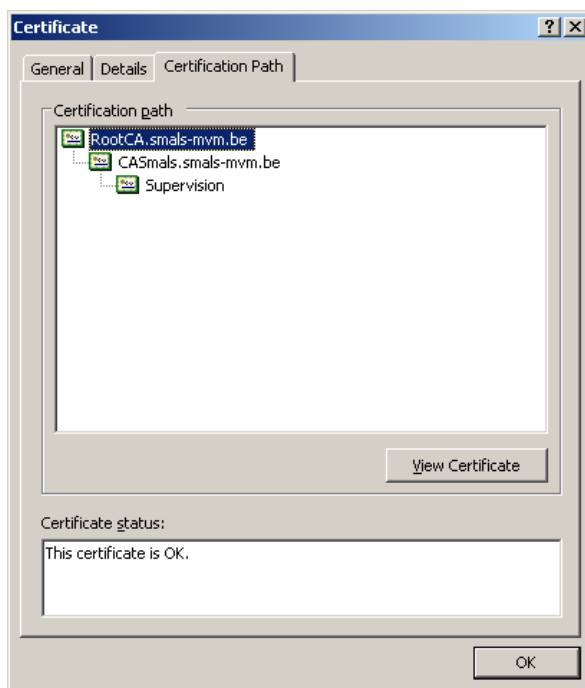 Certificate
General Details Certification Path
Certification path
RootCA.smals-mvm.be
CASmals.smals-mvm.be
Supervision
View Certificate
Certificate status:
This certificate is OK.
OK